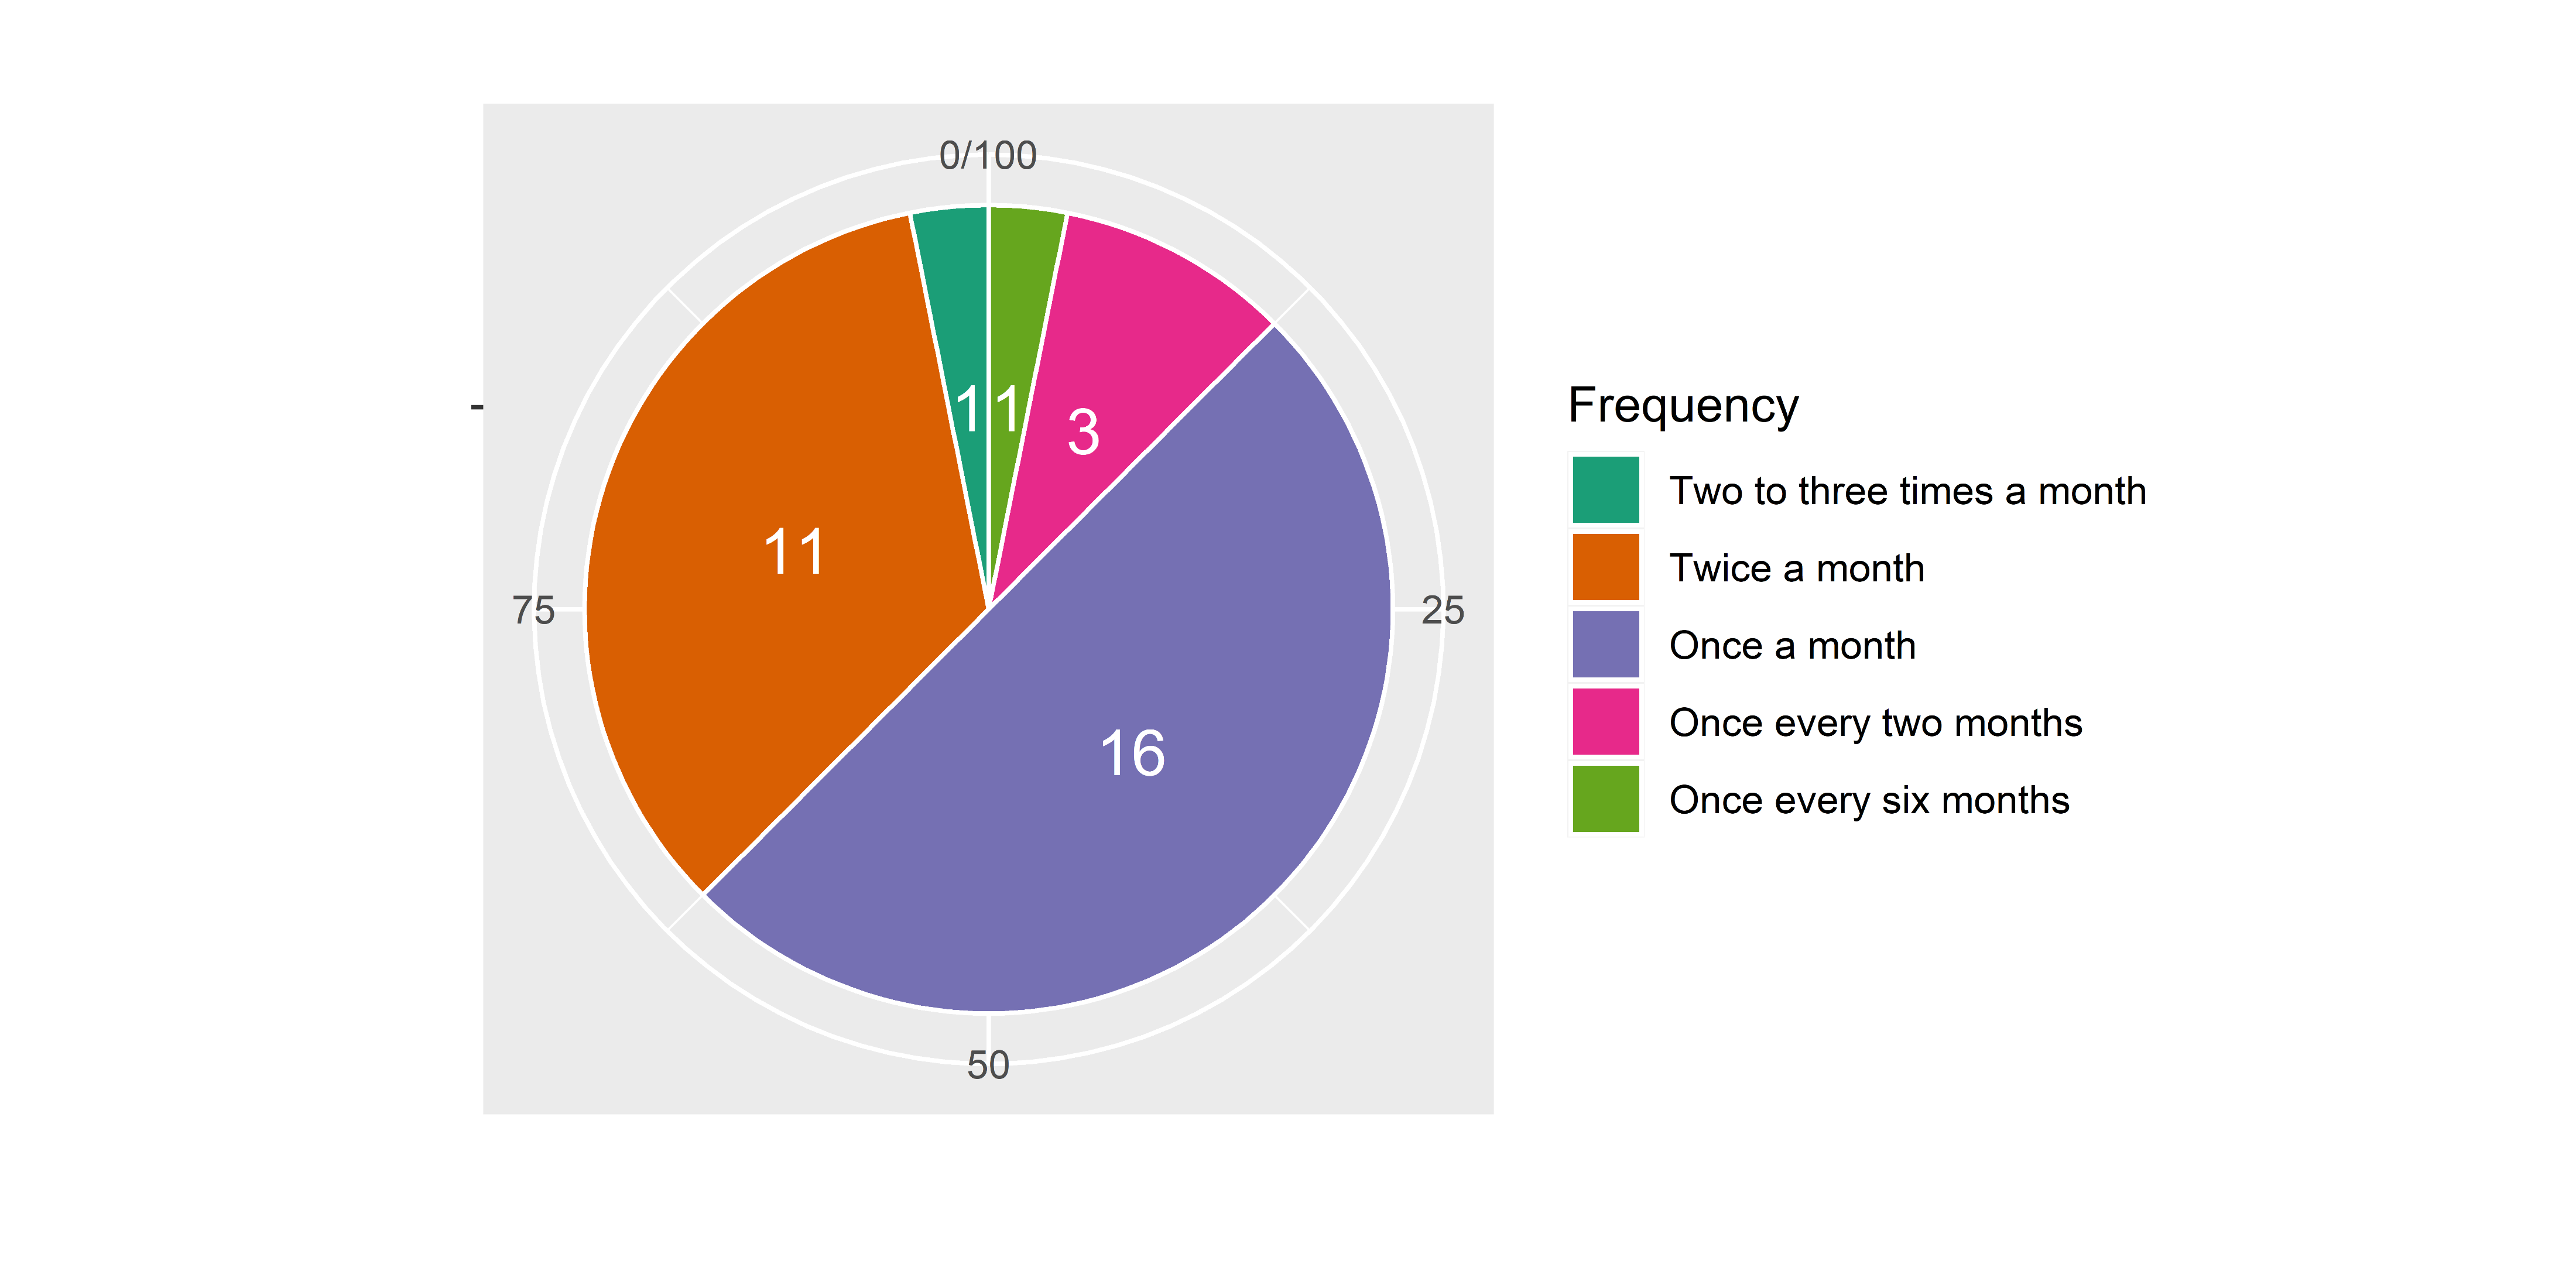 0/100
1
1
3
11
75
25
16
50
Frequency
Two to three times a month
Twice a month
Once a month
Once every two months
Once every six months